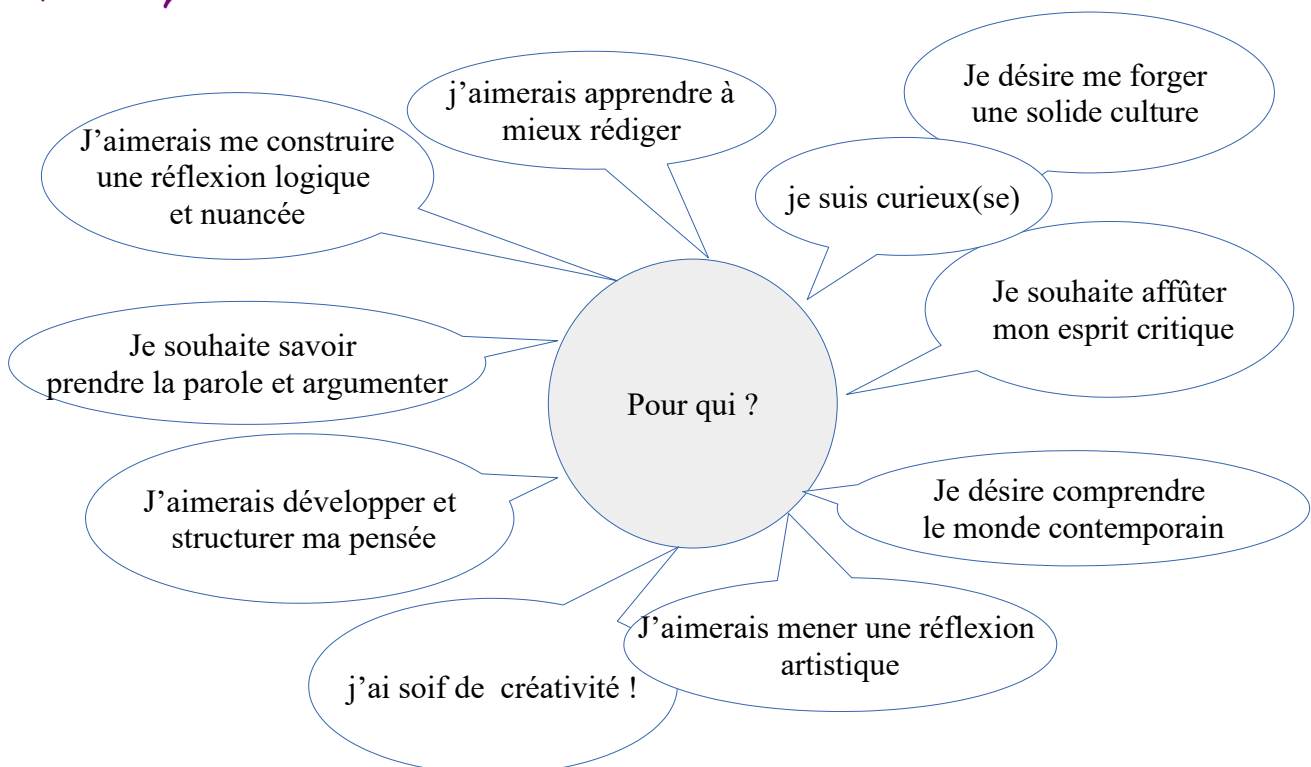 j’aimerais apprendre à
mieux rédiger
Je désire me forger
une solide culture
J’aimerais me construire
une réflexion logique
et nuancée
je suis curieux(se)
Je souhaite affûter
mon esprit critique
Je souhaite savoir
prendre la parole et argumenter
Pour qui ?
J’aimerais développer et
structurer ma pensée
Je désire comprendre
le monde contemporain
J’aimerais mener une réflexion
artistique
j’ai soif de créativité !